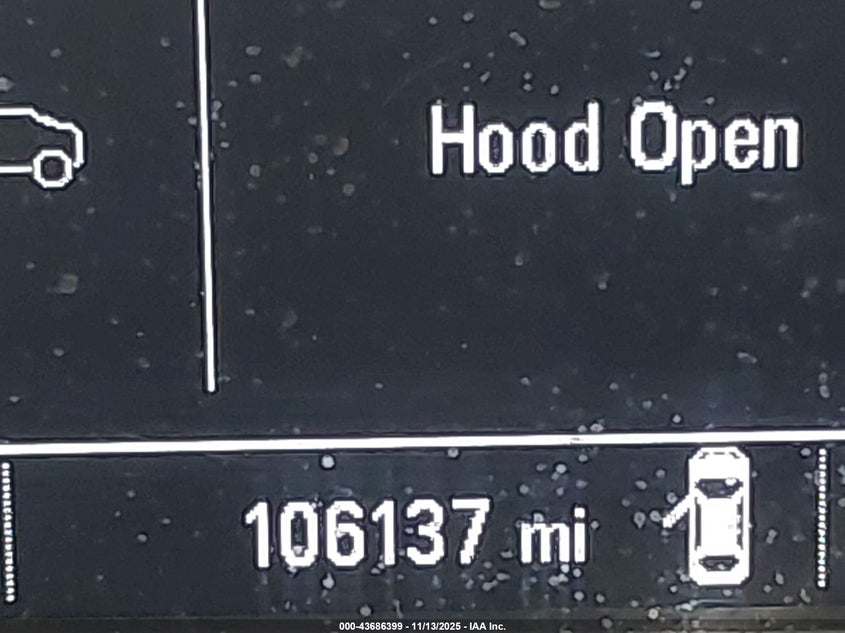 Hood Open
106137 mi
000-43686399 - 11/13/2025 - IAA Inc.